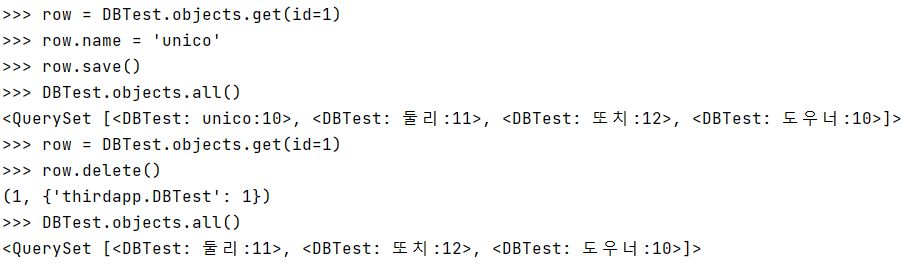 >>> row = DBTest.objects.get(id=1)
>>> row.name = 'unico'
>>> row.save()
>>> DBTest.objects.all()
<QuerySet [<DBTest: unico:10>, <DBTest: 둘리:11>, <DBTest: 또치:12>, <DBTest: 도우너:10>]>
>>> row = DBTest.objects.get(id=1)
>>> row.delete()
(1, {'thirdapp.DBTest': 1})
>>> DBTest.objects.all()
<QuerySet [<DBTest: 둘리:11>, <DBTest: 또치:12>, <DBTest: 도우너:10>]>